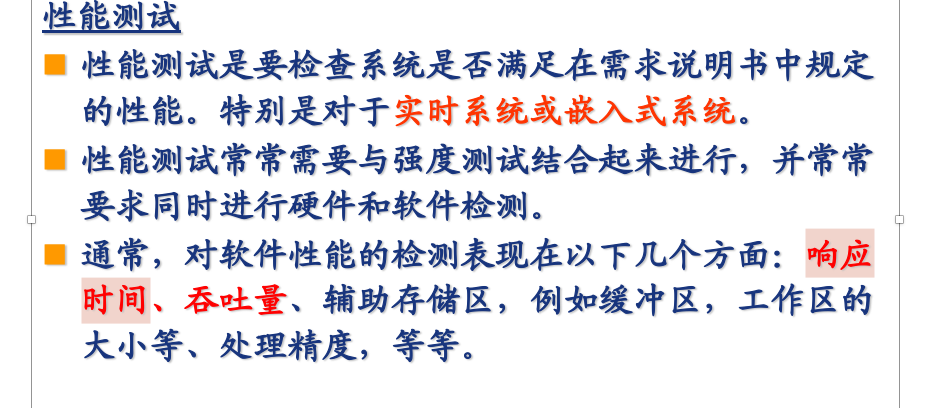 性能测试
性能测试是要检查系统是否满足在需求说明书中规定
的性能。特别是对于实时系统或嵌入式系统。
性能测试常常需要与强度测试结合起来进行，并常常
要求同时进行硬件和软件检测。
通常，对软件性能的检测表现在以下几个方面：响应
时间、吞吐量、辅助存储区，例如缓冲区，工作区的
大小等、处理精度，等等。